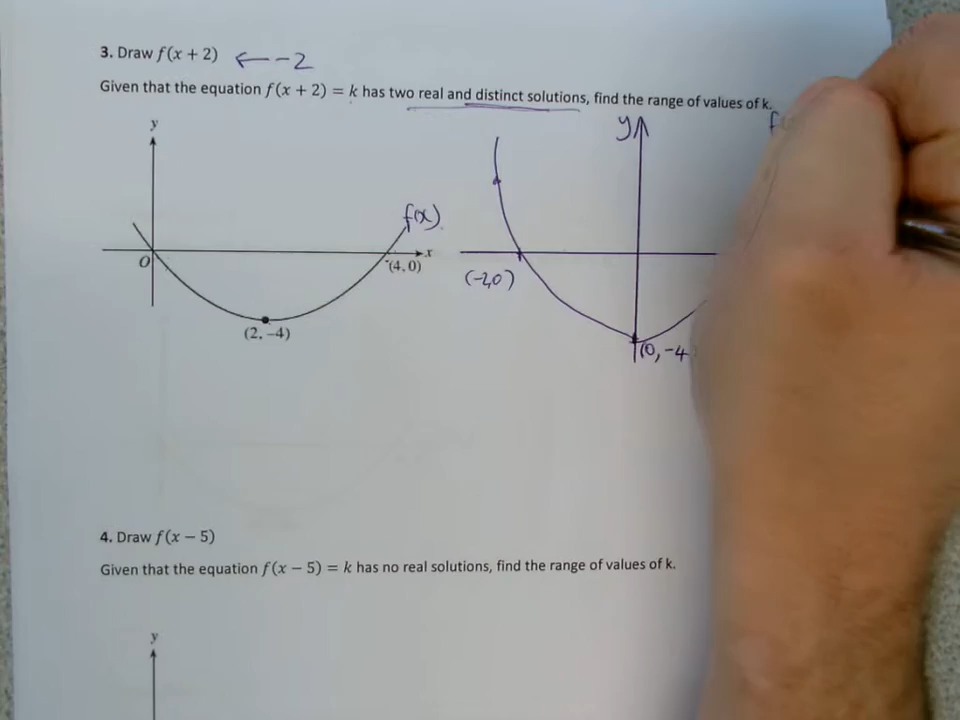 3. Draw f(x + 2) ← -2
Given that the equation f(x + 2) = k has two real and distinct solutions, find the range of values of k.
y
y
f(x)
O
x
(4, 0)
(-2,0)
(2, -4)
(0, -4
4. Draw f(x − 5)
Given that the equation f(x − 5) = k has no real solutions, find the range of values of k.
y